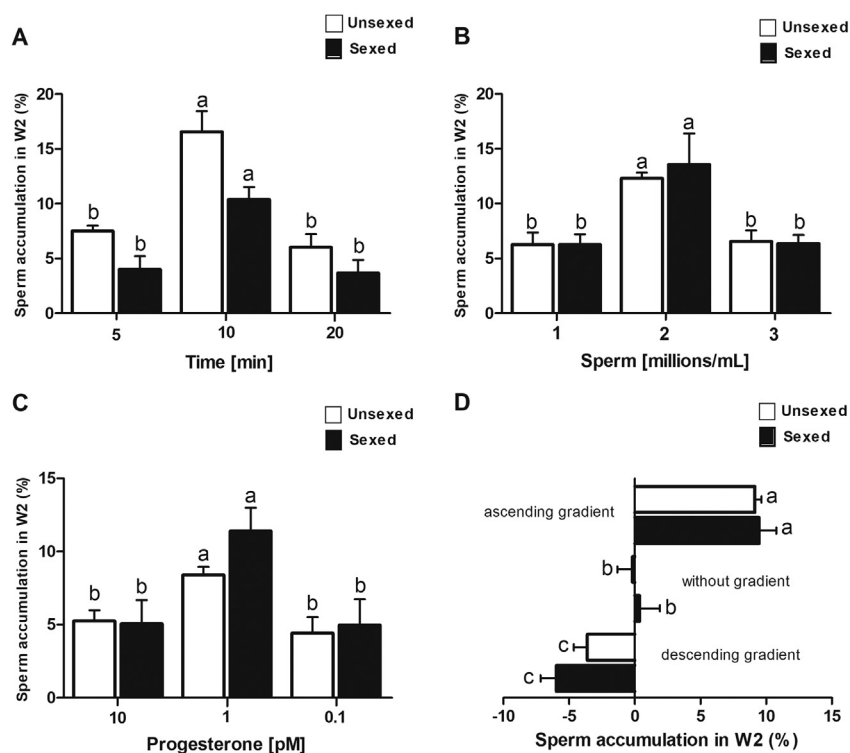 A
Unsexed
Sexed
Sperm accumulation in W2 (%)
20
15
10
5
0
b
b
a
a
b
b
5
10
20
Time [min]
B
Unsexed
Sexed
Sperm accumulation in W2 (%)
20
15
10
5
0
b
b
a
a
b
b
1
2
3
Sperm [millions/mL]
C
Unsexed
Sexed
Sperm accumulation in W2 (%)
15
10
5
0
b
b
a
a
b
b
10
1
0.1
Progesterone [pM]
D
Unsexed
Sexed
ascending gradient
a
a
b
without gradient
b
c
descending gradient
c
-10
-5
0
5
10
15
Sperm accumulation in W2 (%)